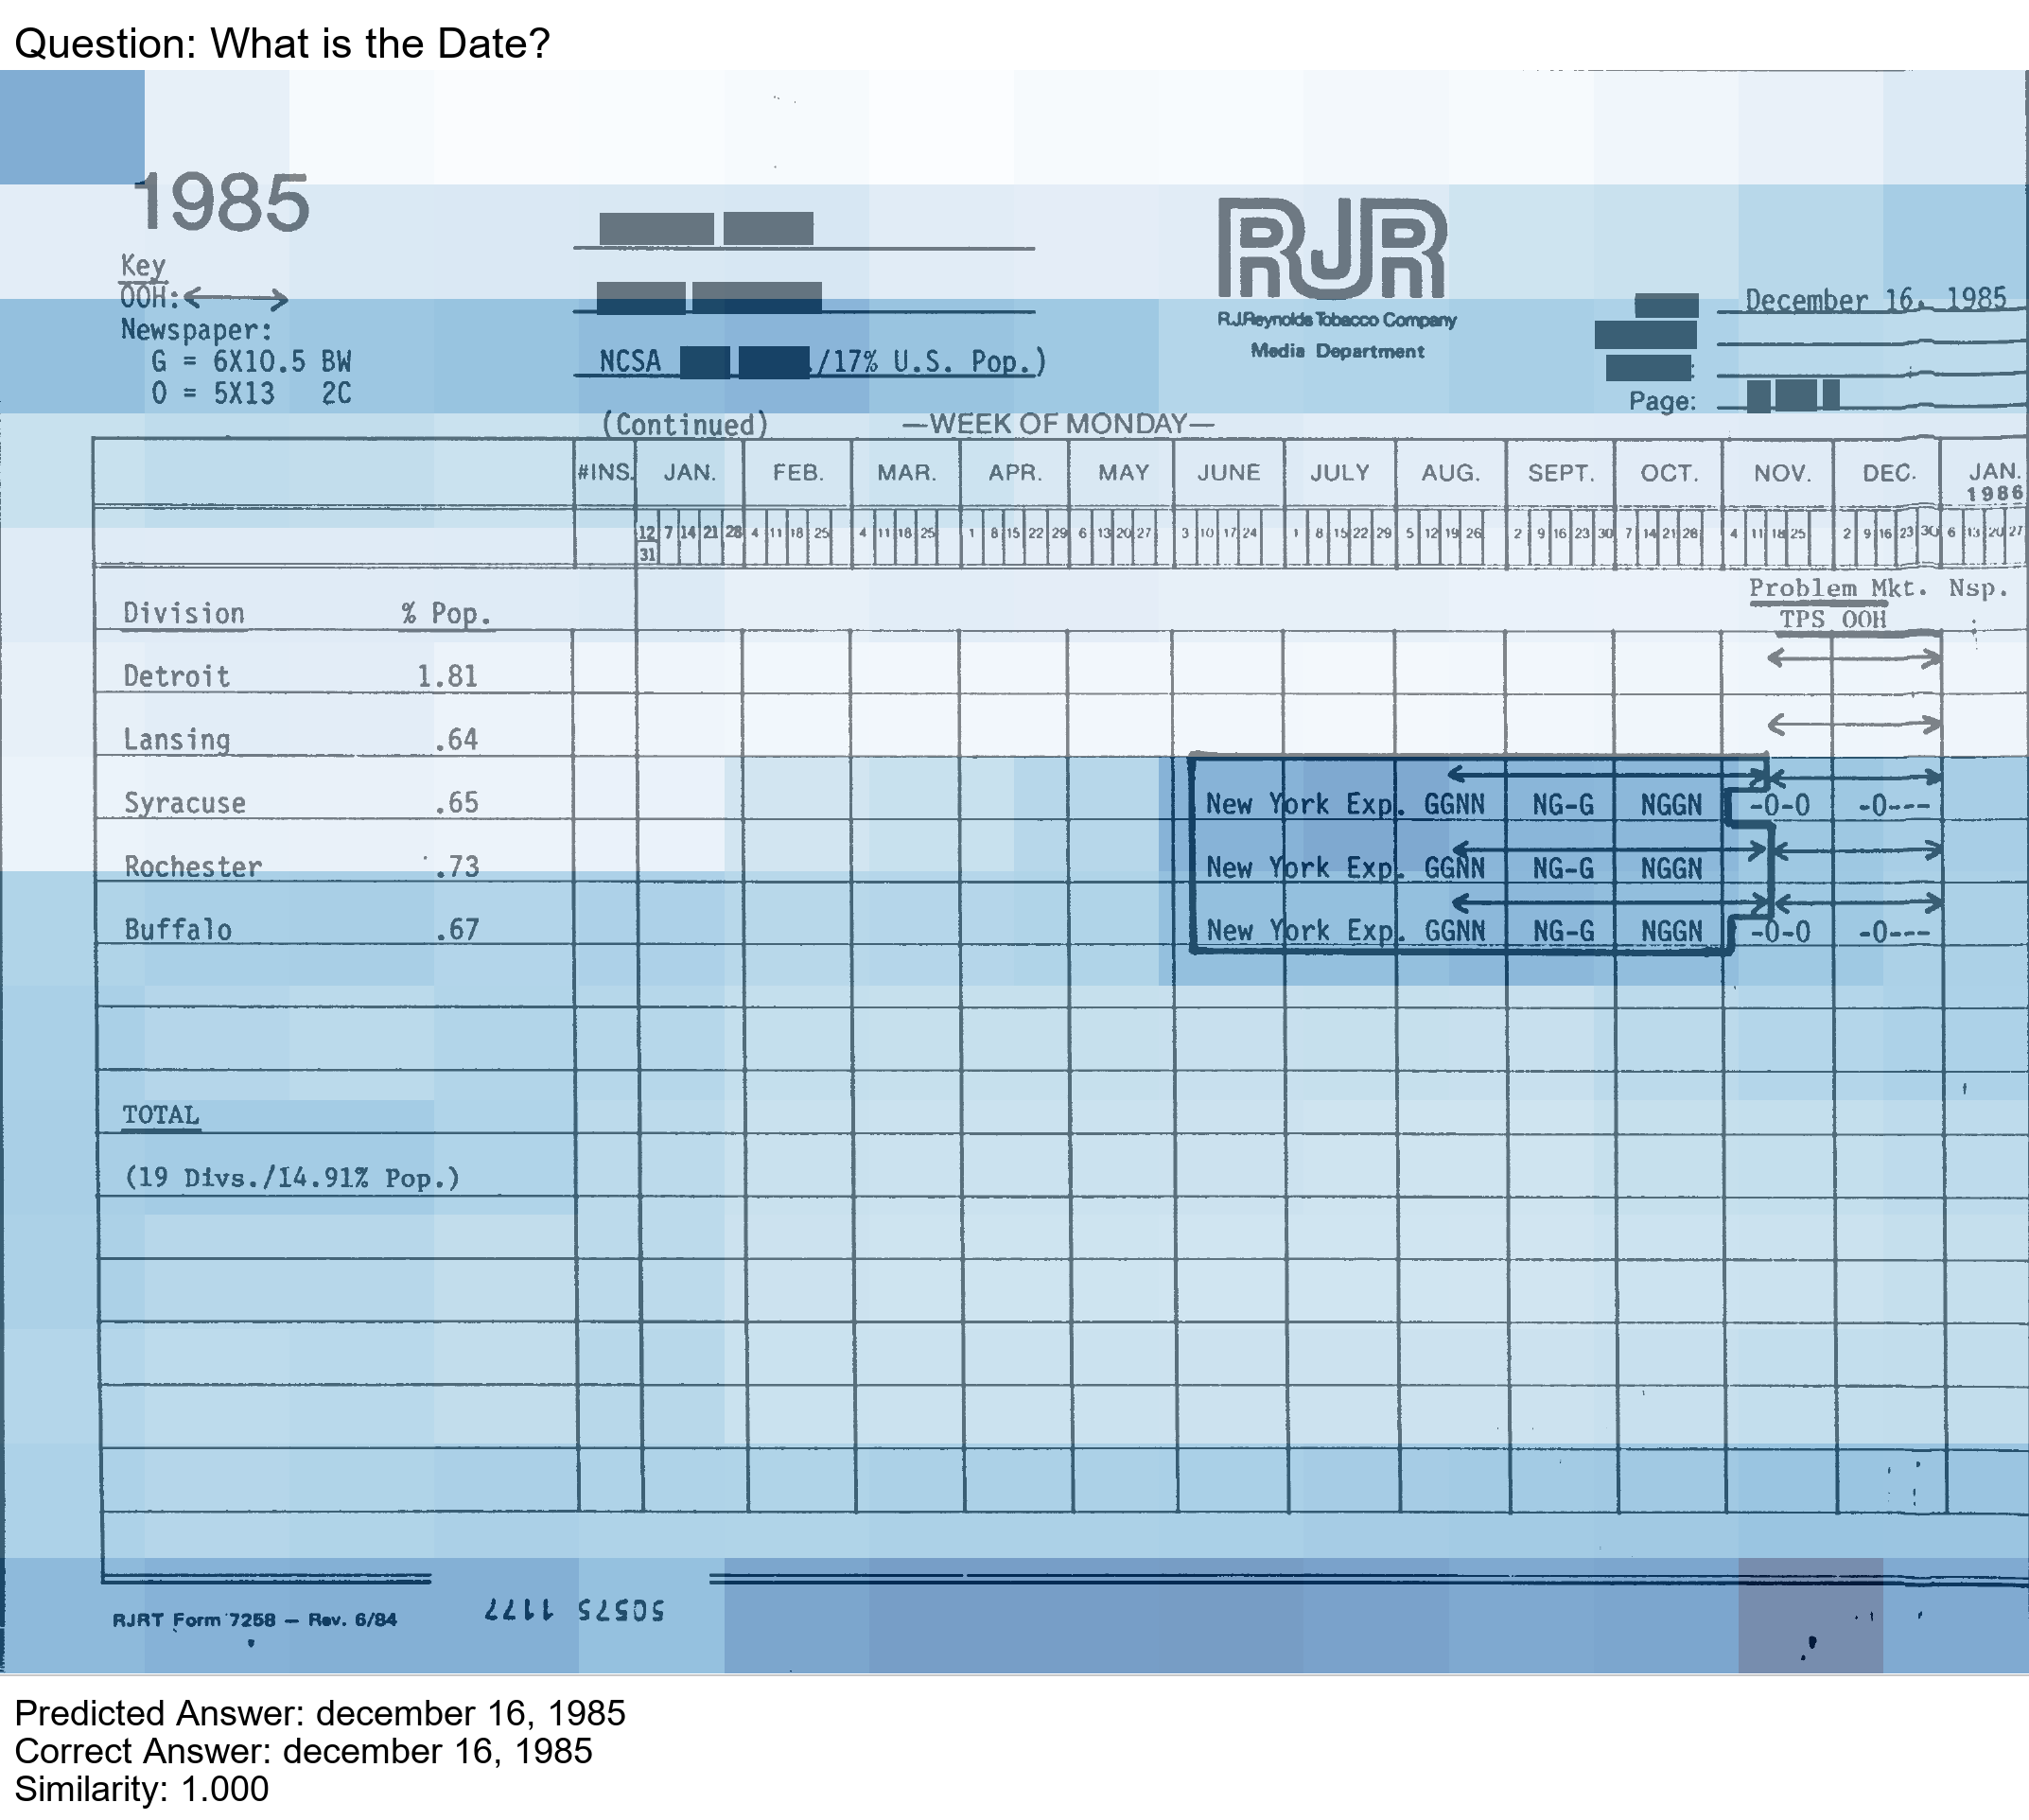 Question: What is the Date?
1985
Key
OOH:
Newspaper:
G = 6X10.5 BW
O = 5X13 2C
NCSA /17% U.S. Pop.)
(Continued)
RJR
R.J.Reynolds Tobacco Company
Media Department
December 16, 1985
Page:
—WEEK OF MONDAY—
#INS. JAN. FEB. MAR. APR. MAY JUNE JULY AUG. SEPT. OCT. NOV. DEC. JAN. 1986
12 31 7 14 21 28 4 11 18 25 4 11 18 25 1 8 15 22 29 6 13 20 27 3 10 17 24 1 8 15 22 29 5 12 19 26 2 9 16 23 30 7 14 21 28 4 11 18 25 2 9 16 23 30 6 13 20 27
Problem Mkt. Nsp.
Division % Pop. TPS OOH
Detroit 1.81
Lansing .64
Syracuse .65 New York Exp. GGNN NG-G NGGN -0-0 -0---
Rochester .73 New York Exp. GGNN NG-G NGGN
Buffalo .67 New York Exp. GGNN NG-G NGGN -0-0 -0---
TOTAL
(19 Divs./14.91% Pop.)
RJRT Form 7258 — Rev. 6/84
50575 1177
Predicted Answer: december 16, 1985
Correct Answer: december 16, 1985
Similarity: 1.000